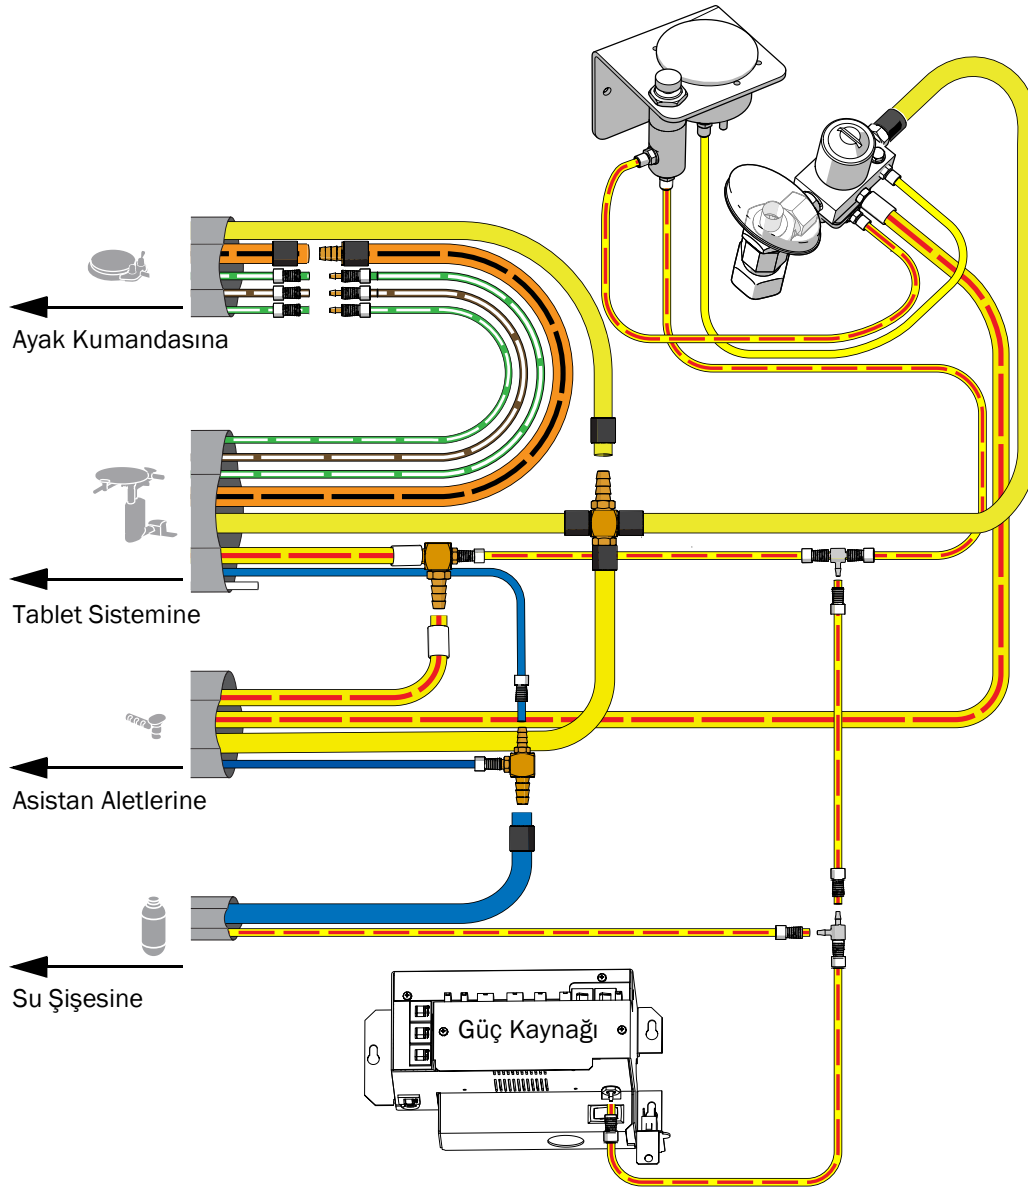 Ayak Kumandasına
Tablet Sistemine
Asistan Aletlerine
Su Şişesine
Güç Kaynağı